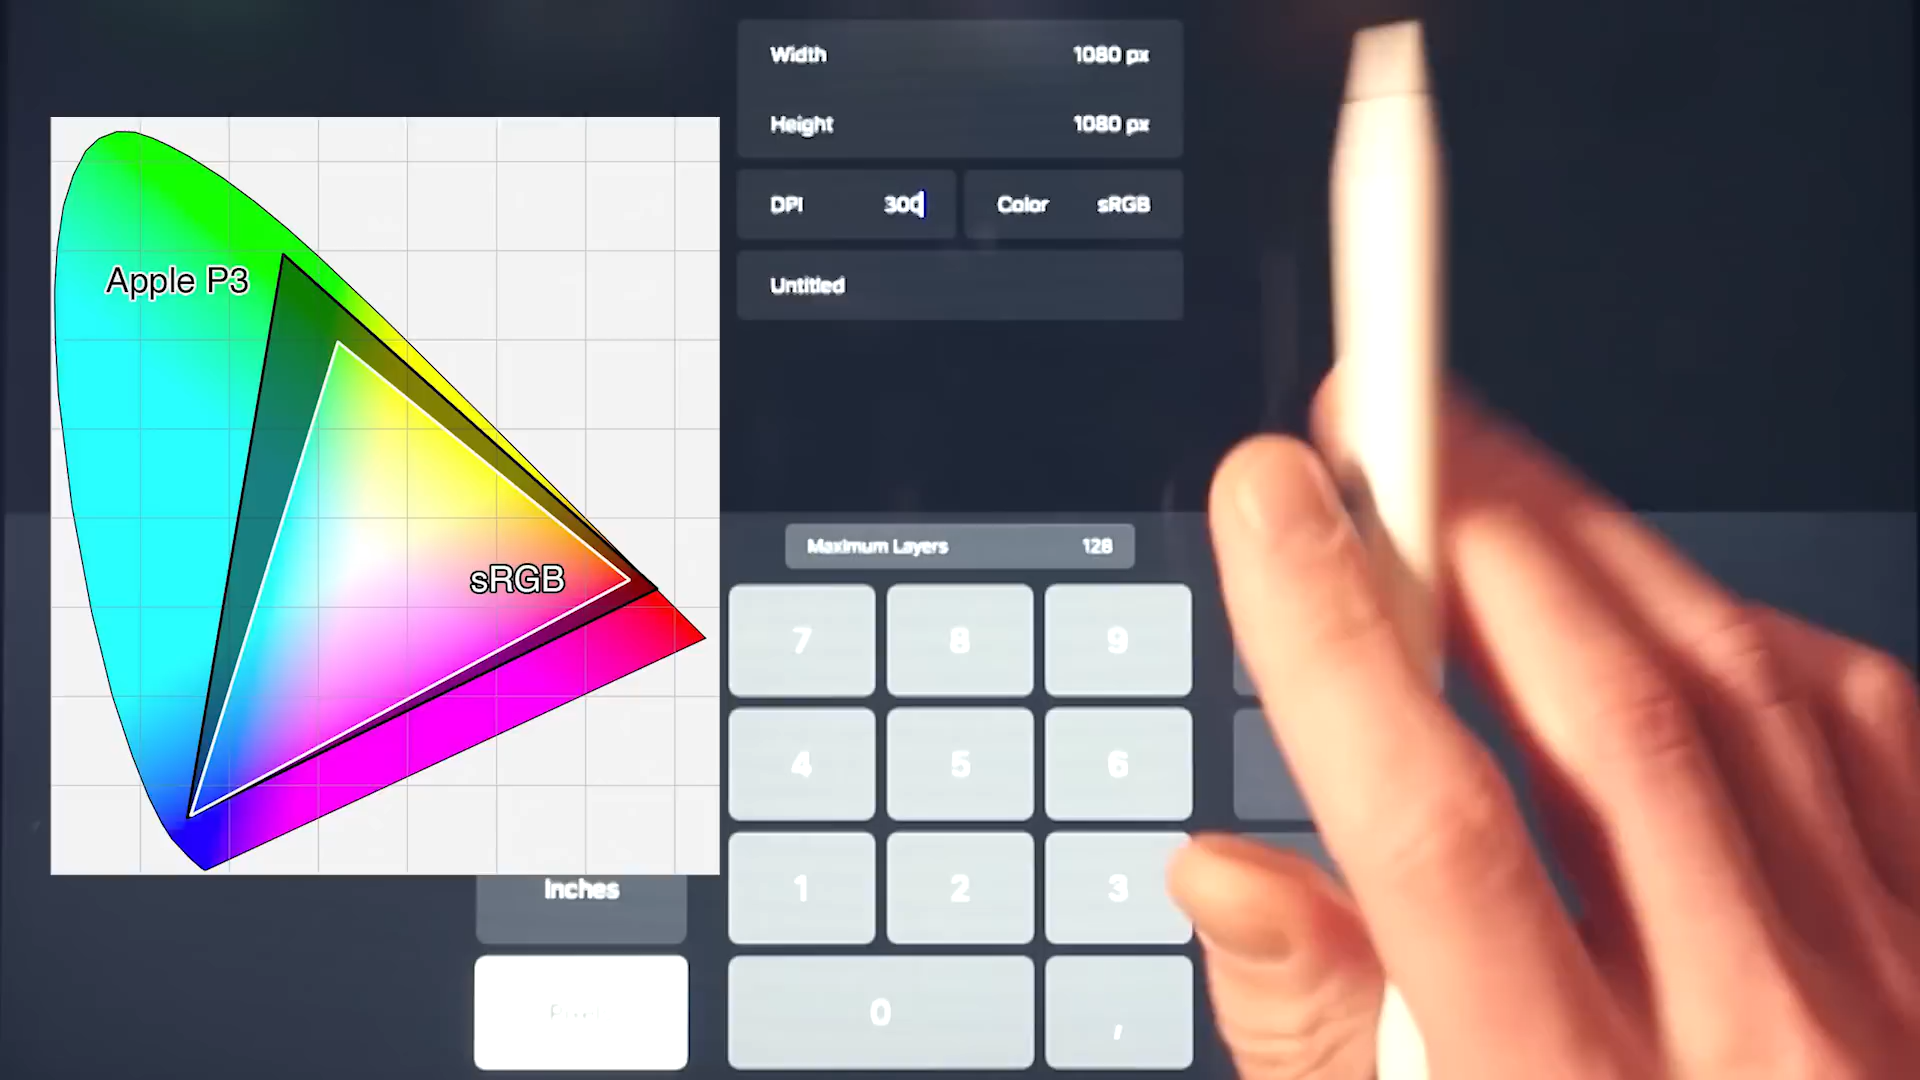 Width 1080 px
Height 1080 px
DPI 300 Color sRGB
Untitled
Apple P3
sRGB
Maximum Layers 128
7 8 9
4 5 6
Inches
1 2 3
0 ,